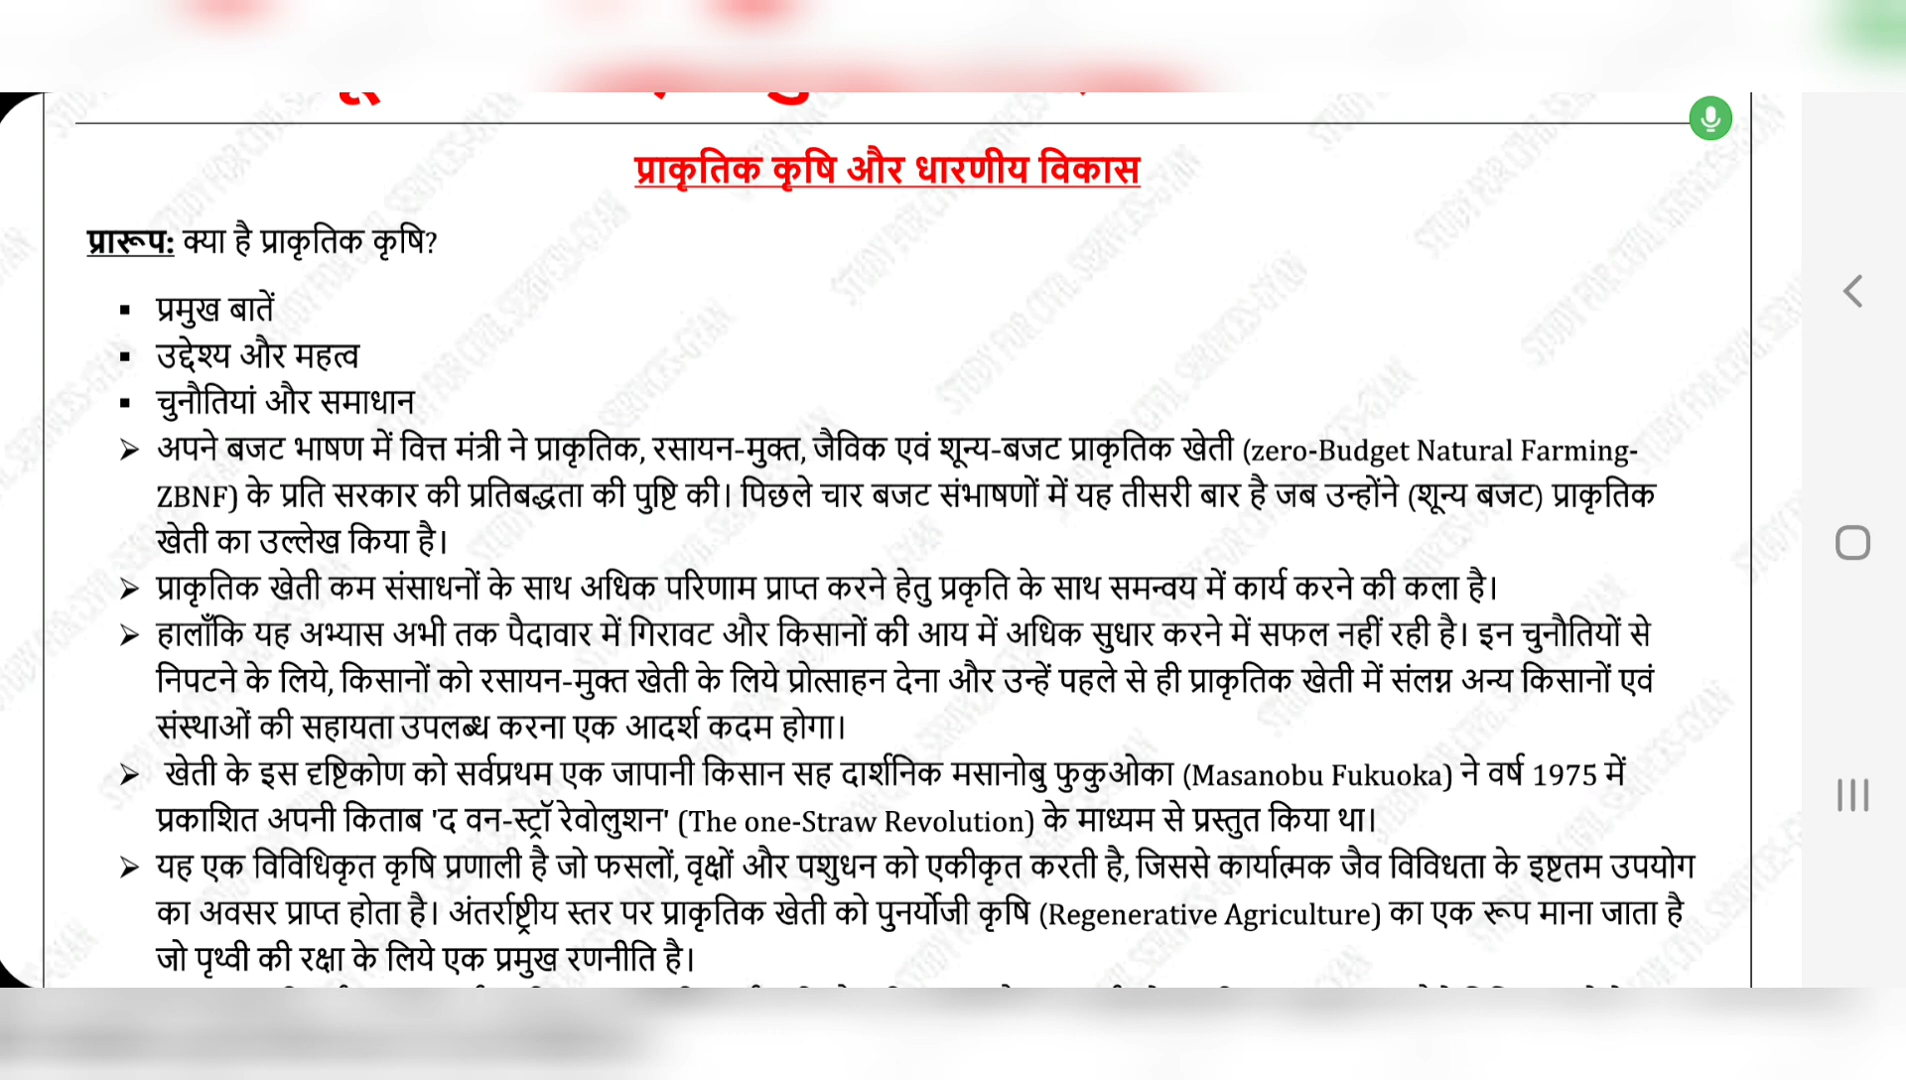 प्राकृतिक कृषि और धारणीय विकास
प्रारूप: क्या है प्राकृतिक कृषि?
▪ प्रमुख बातें
▪ उद्देश्य और महत्व
▪ चुनौतियां और समाधान
➢ अपने बजट भाषण में वित्त मंत्री ने प्राकृतिक, रसायन-मुक्त, जैविक एवं शून्य-बजट प्राकृतिक खेती (zero-Budget Natural Farming-
ZBNF) के प्रति सरकार की प्रतिबद्धता की पुष्टि की। पिछले चार बजट संभाषणों में यह तीसरी बार है जब उन्होंने (शून्य बजट) प्राकृतिक
खेती का उल्लेख किया है।
➢ प्राकृतिक खेती कम संसाधनों के साथ अधिक परिणाम प्राप्त करने हेतु प्रकृति के साथ समन्वय में कार्य करने की कला है।
➢ हालाँकि यह अभ्यास अभी तक पैदावार में गिरावट और किसानों की आय में अधिक सुधार करने में सफल नहीं रही है। इन चुनौतियों से
निपटने के लिये, किसानों को रसायन-मुक्त खेती के लिये प्रोत्साहन देना और उन्हें पहले से ही प्राकृतिक खेती में संलग्न अन्य किसानों एवं
संस्थाओं की सहायता उपलब्ध करना एक आदर्श कदम होगा।
➢ खेती के इस दृष्टिकोण को सर्वप्रथम एक जापानी किसान सह दार्शनिक मसानोबु फुकुओका (Masanobu Fukuoka) ने वर्ष 1975 में
प्रकाशित अपनी किताब 'द वन-स्ट्रॉ रेवोलुशन' (The one-Straw Revolution) के माध्यम से प्रस्तुत किया था।
➢ यह एक विविधिकृत कृषि प्रणाली है जो फसलों, वृक्षों और पशुधन को एकीकृत करती है, जिससे कार्यात्मक जैव विविधता के इष्टतम उपयोग
का अवसर प्राप्त होता है। अंतर्राष्ट्रीय स्तर पर प्राकृतिक खेती को पुनर्योजी कृषि (Regenerative Agriculture) का एक रूप माना जाता है
जो पृथ्वी की रक्षा के लिये एक प्रमुख रणनीति है।